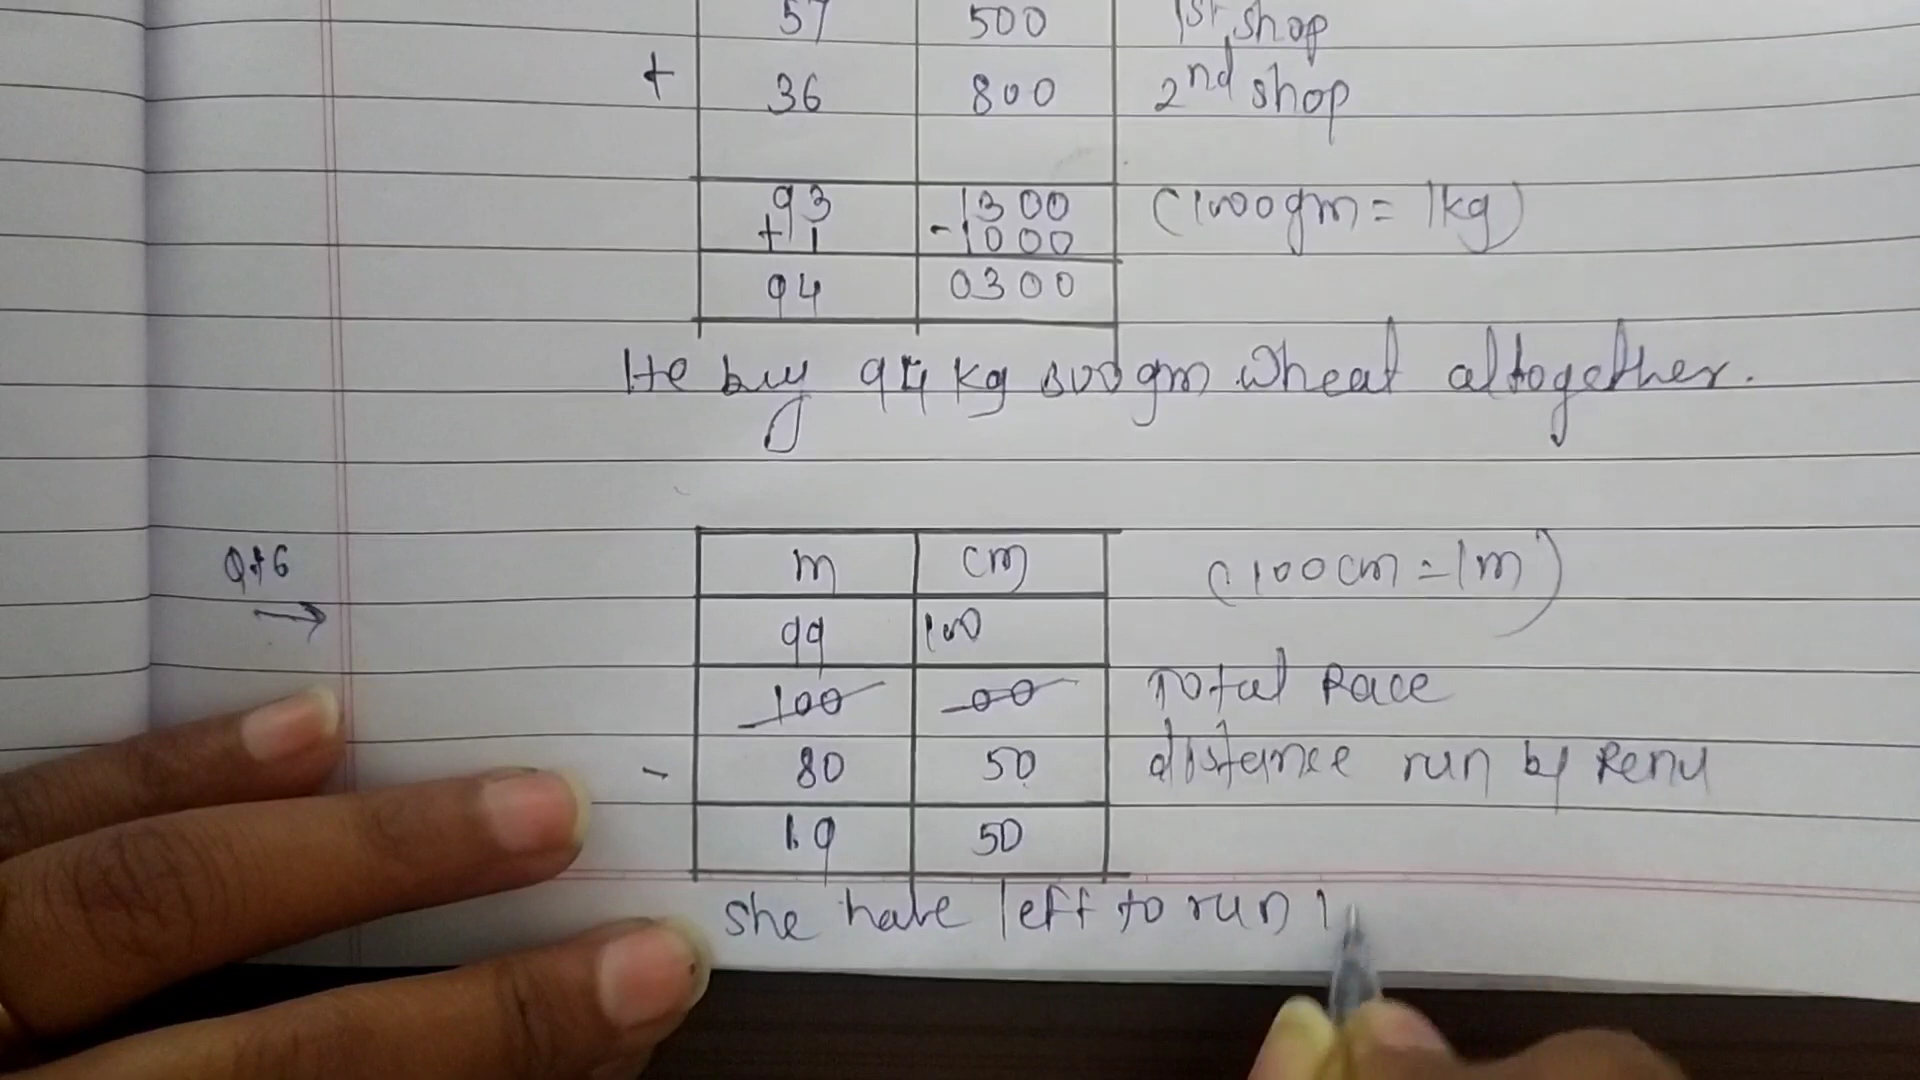 57 500 1st shop
+ 36 800 2nd shop
93 1300 (1000gm = 1kg)
+1 -1000
94 0300
He buy 94 kg 300 gm wheat altogether.
Q+6 m cm (100cm = 1m)
99 100
100 00 Total Race
- 80 50 distance run by Renu
19 50
she have left to run 1